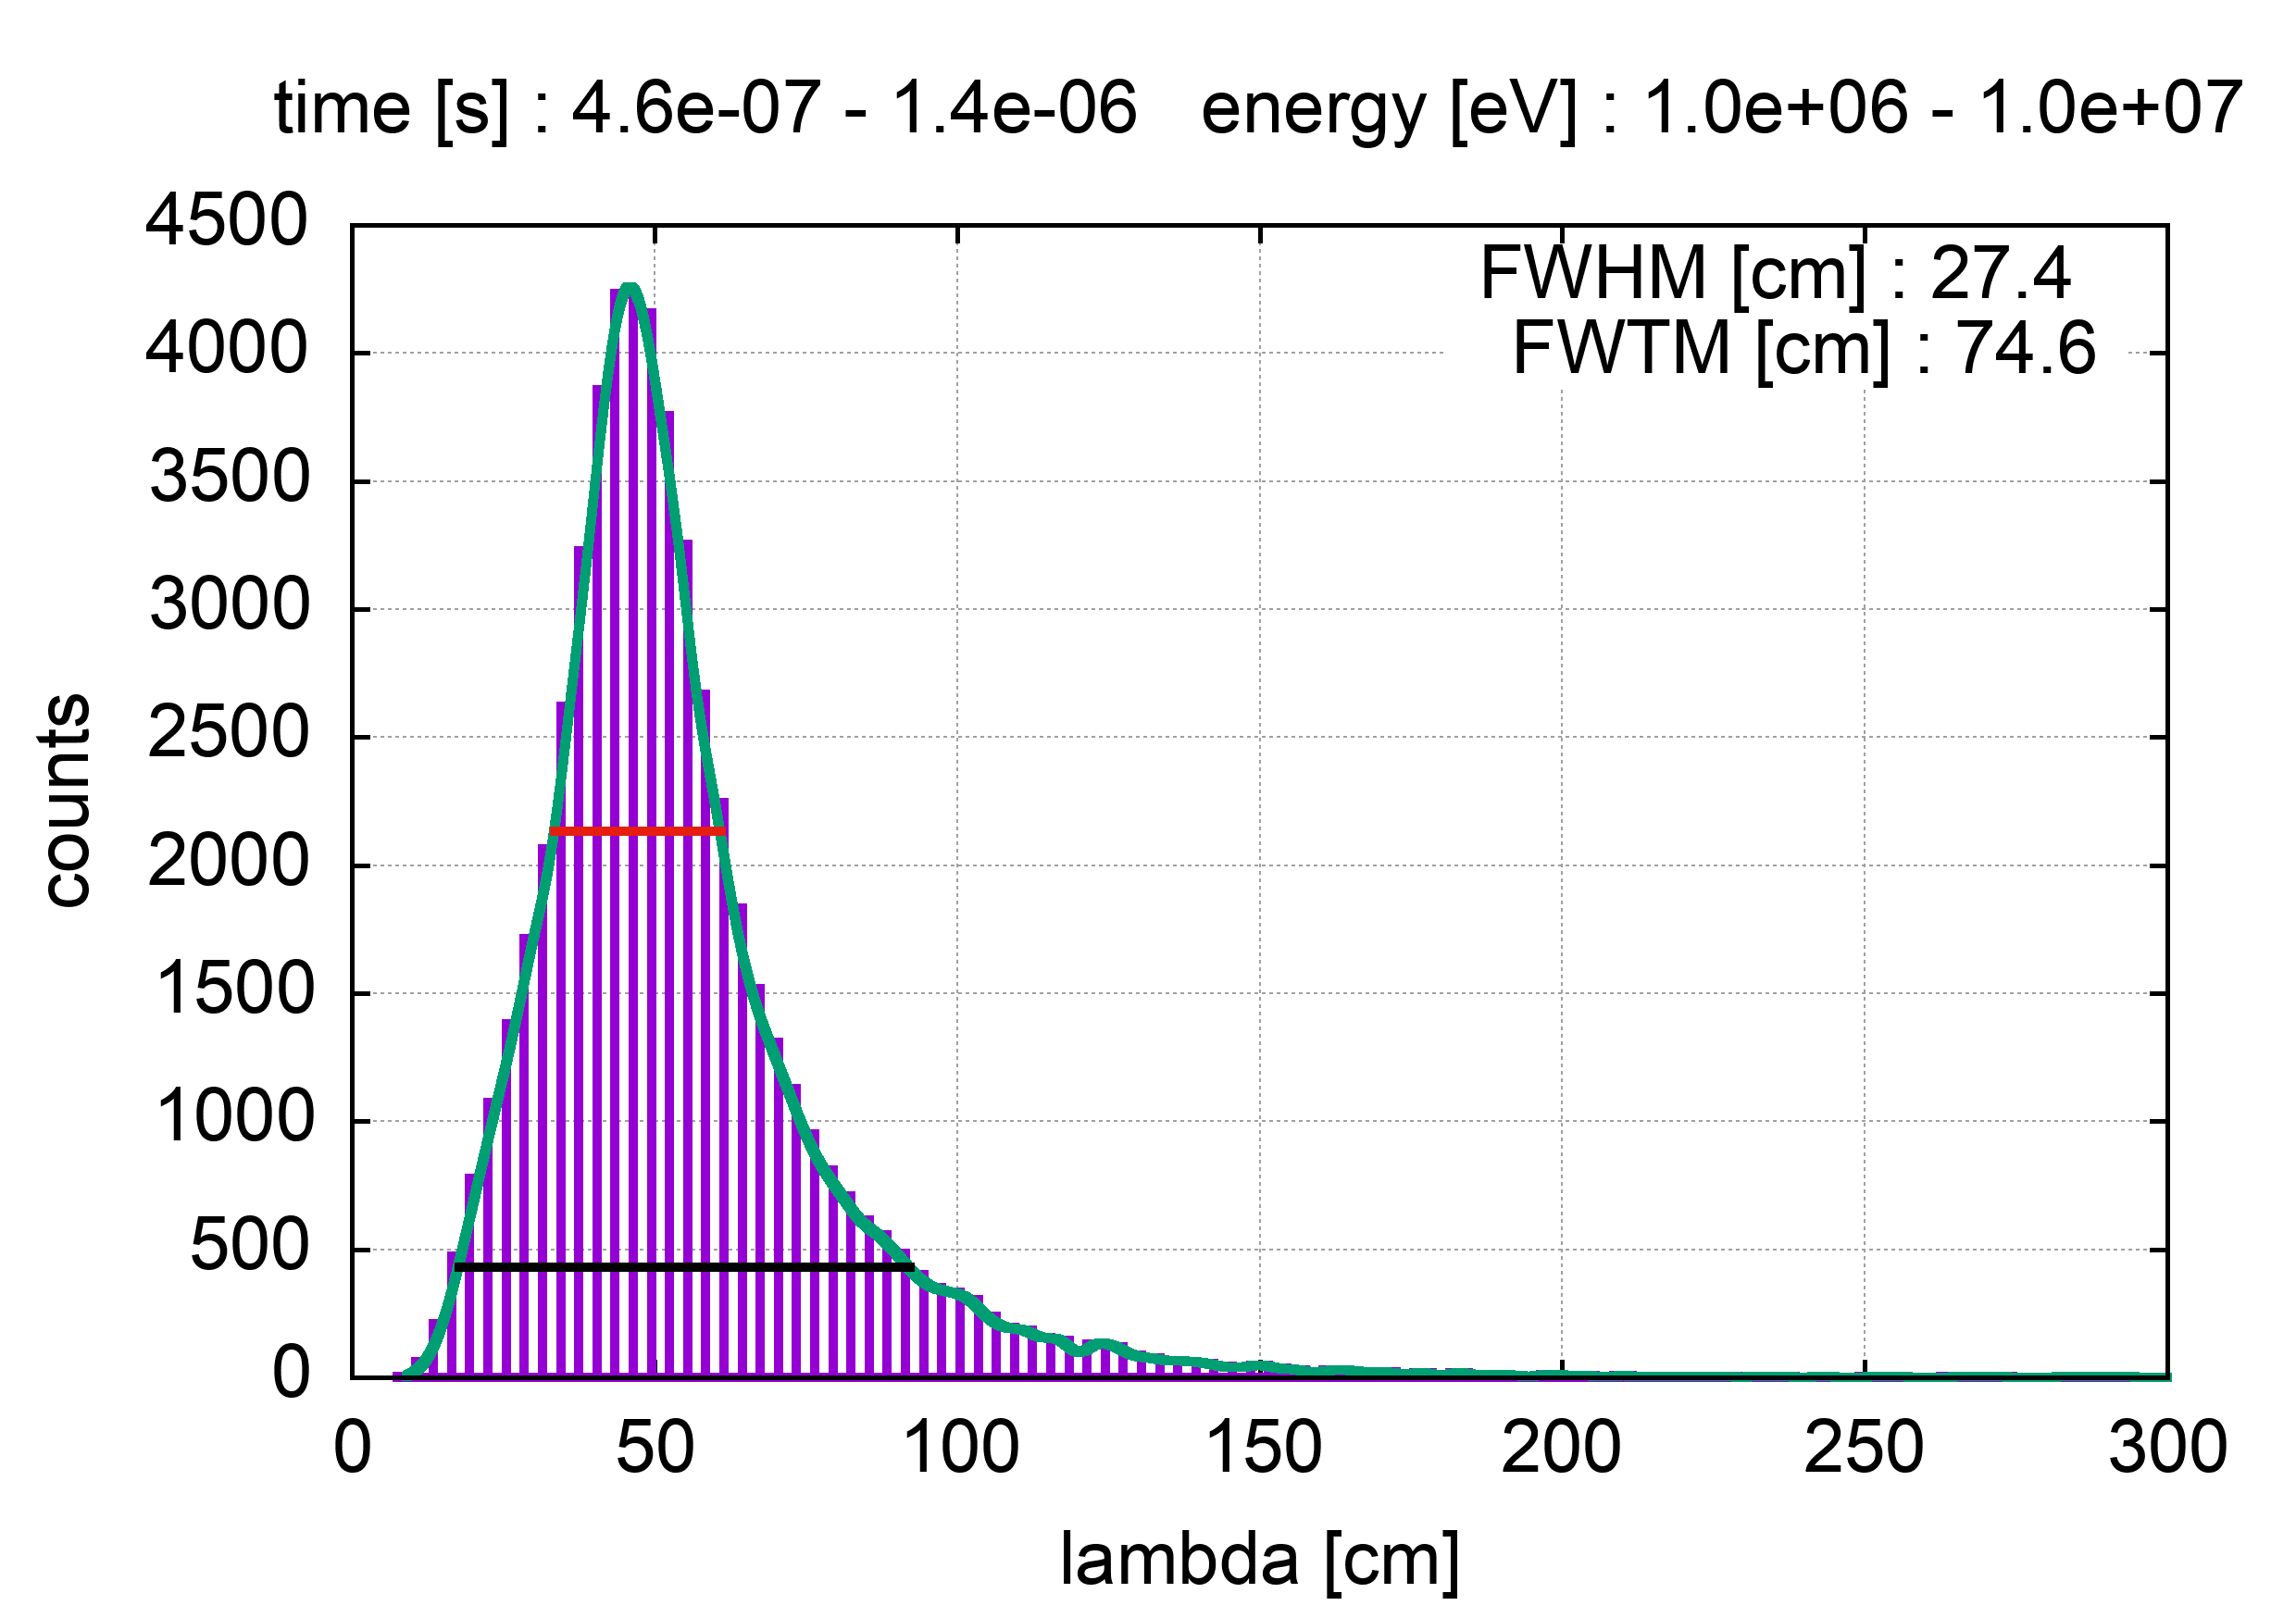 time [s] : 4.6e-07 - 1.4e-06 energy [eV] : 1.0e+06 - 1.0e+07
FWHM [cm] : 27.4
FWTM [cm] : 74.6
4500
4000
3500
3000
2500
2000
1500
1000
500
0
counts
0 50 100 150 200 250 300
lambda [cm]